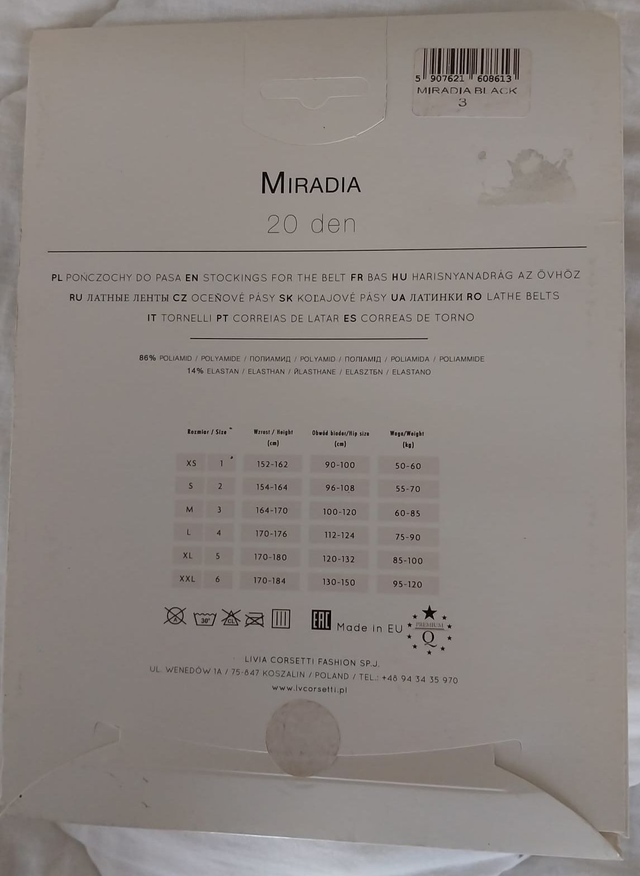 5 907621 608613
MIRADIA BLACK
3
MIRADIA
20 den
PL POŃCZOCHY DO PASA EN STOCKINGS FOR THE BELT FR BAS HU HARISNYANADRÁG AZ ÖVHÖZ
RU ЛАТНЫЕ ЛЕНТЫ CZ OCEŇOVÉ PÁSY SK KOĽAJOVÉ PÁSY UA ЛАТИНКИ RO LATHE BELTS
IT TORNELLI PT CORREIAS DE LATAR ES CORREAS DE TORNO
86% POLIAMID / POLYAMIDE / ПОЛИАМИД / POLYAMID / ПОЛІАМІД / POLIAMIDA / POLIAMMIDE
14% ELASTAN / ELASTHAN / ÉLASTHANE / ELASZTÁN / ELASTANO
Rozmiar / Size Wzrost / Height Obwód bioder/Hip size Waga/Weight
(cm) (cm) (kg)
XS 1 152-162 90-100 50-60
S 2 154-164 96-108 55-70
M 3 164-170 100-120 60-85
L 4 170-176 112-124 75-90
XL 5 170-180 120-132 85-100
XXL 6 170-184 130-150 95-120
30° CL EAC Made in EU PREMIUM Q
LIVIA CORSETTI FASHION SP.J.
UL. WENEDÓW 1A / 75-847 KOSZALIN / POLAND / TEL.: +48 94 34 35 970
www.lvcorsetti.pl